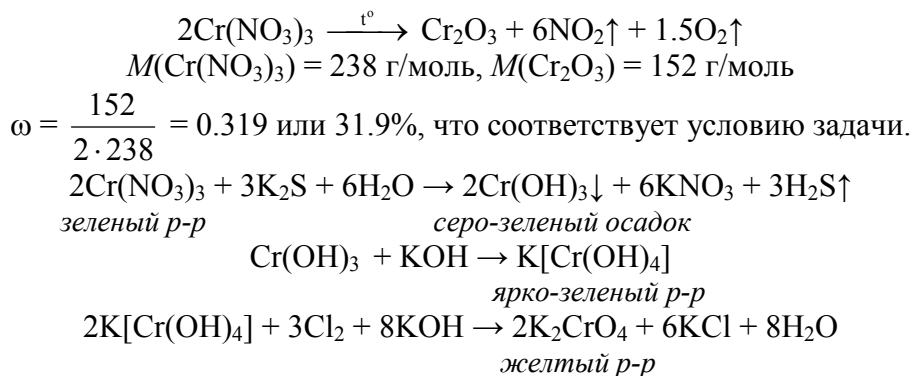 2Cr(NO₃)₃ —tº→ Cr₂O₃ + 6NO₂↑ + 1.5O₂↑
M(Cr(NO₃)₃) = 238 г/моль, M(Cr₂O₃) = 152 г/моль
ω = 152 / (2 · 238) = 0.319 или 31.9%, что соответствует условию задачи.
2Cr(NO₃)₃ + 3K₂S + 6H₂O → 2Cr(OH)₃↓ + 6KNO₃ + 3H₂S↑
зеленый р-р серо-зеленый осадок
Cr(OH)₃ + KOH → K[Cr(OH)₄]
ярко-зеленый р-р
2K[Cr(OH)₄] + 3Cl₂ + 8KOH → 2K₂CrO₄ + 6KCl + 8H₂O
желтый р-р